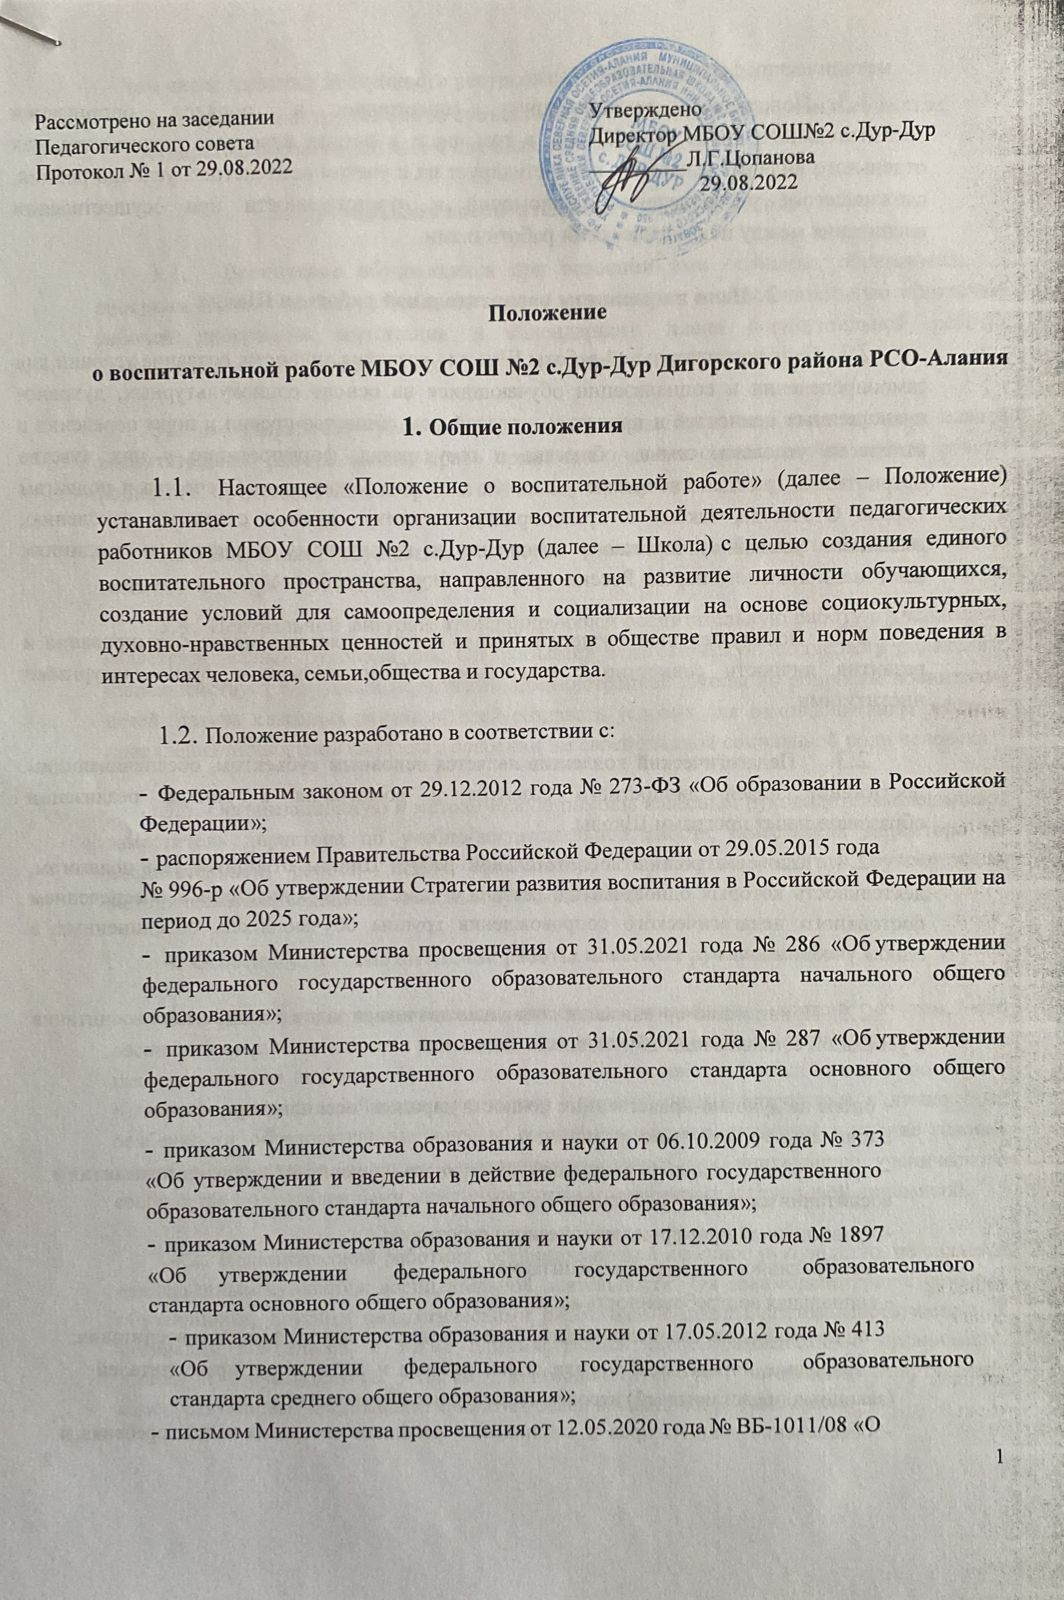 Рассмотрено на заседании
Педагогического совета
Протокол № 1 от 29.08.2022
Утверждено
Директор МБОУ СОШ№2 с.Дур-Дур
Л.Г.Цопанова
29.08.2022
Положение
о воспитательной работе МБОУ СОШ №2 с.Дур-Дур Дигорского района РСО-Алания
1. Общие положения
1.1. Настоящее «Положение о воспитательной работе» (далее – Положение)
устанавливает особенности организации воспитательной деятельности педагогических
работников МБОУ СОШ №2 с.Дур-Дур (далее – Школа) с целью создания единого
воспитательного пространства, направленного на развитие личности обучающихся,
создание условий для самоопределения и социализации на основе социокультурных,
духовно-нравственных ценностей и принятых в обществе правил и норм поведения в
интересах человека, семьи,общества и государства.
1.2. Положение разработано в соответствии с:
- Федеральным законом от 29.12.2012 года № 273-ФЗ «Об образовании в Российской
Федерации»;
- распоряжением Правительства Российской Федерации от 29.05.2015 года
№ 996-р «Об утверждении Стратегии развития воспитания в Российской Федерации на
период до 2025 года»;
- приказом Министерства просвещения от 31.05.2021 года № 286 «Об утверждении
федерального государственного образовательного стандарта начального общего
образования»;
- приказом Министерства просвещения от 31.05.2021 года № 287 «Об утверждении
федерального государственного образовательного стандарта основного общего
образования»;
- приказом Министерства образования и науки от 06.10.2009 года № 373
«Об утверждении и введении в действие федерального государственного
образовательного стандарта начального общего образования»;
- приказом Министерства образования и науки от 17.12.2010 года № 1897
«Об утверждении федерального государственного образовательного
стандарта основного общего образования»;
- приказом Министерства образования и науки от 17.05.2012 года № 413
«Об утверждении федерального государственного образовательного
стандарта среднего общего образования»;
- письмом Министерства просвещения от 12.05.2020 года № ВБ-1011/08 «О
1